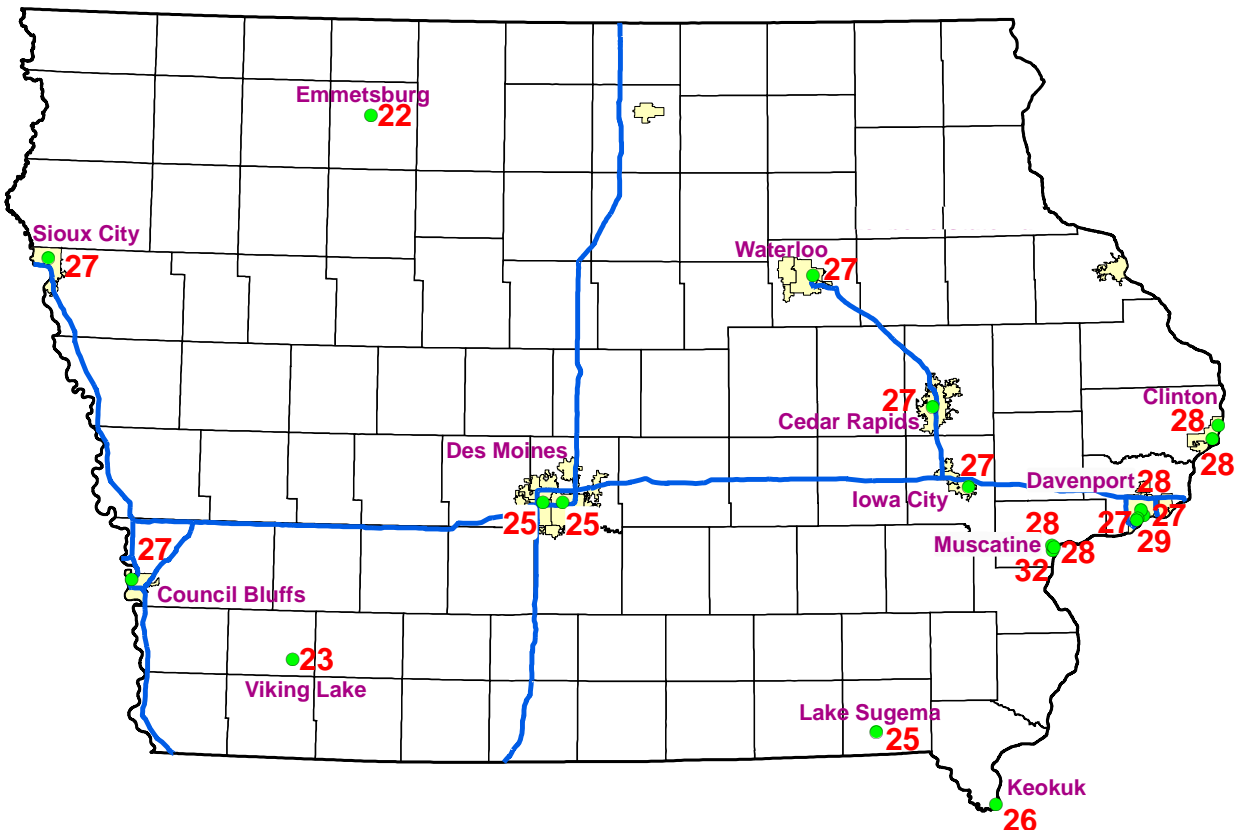 Emmetsburg
22
Sioux City
27
Waterloo
27
Clinton
28
28
27
Cedar Rapids
Des Moines
25
25
27
Iowa City
Davenport
28
27
27
29
28
Muscatine
28
32
27
Council Bluffs
23
Viking Lake
Lake Sugema
25
Keokuk
26